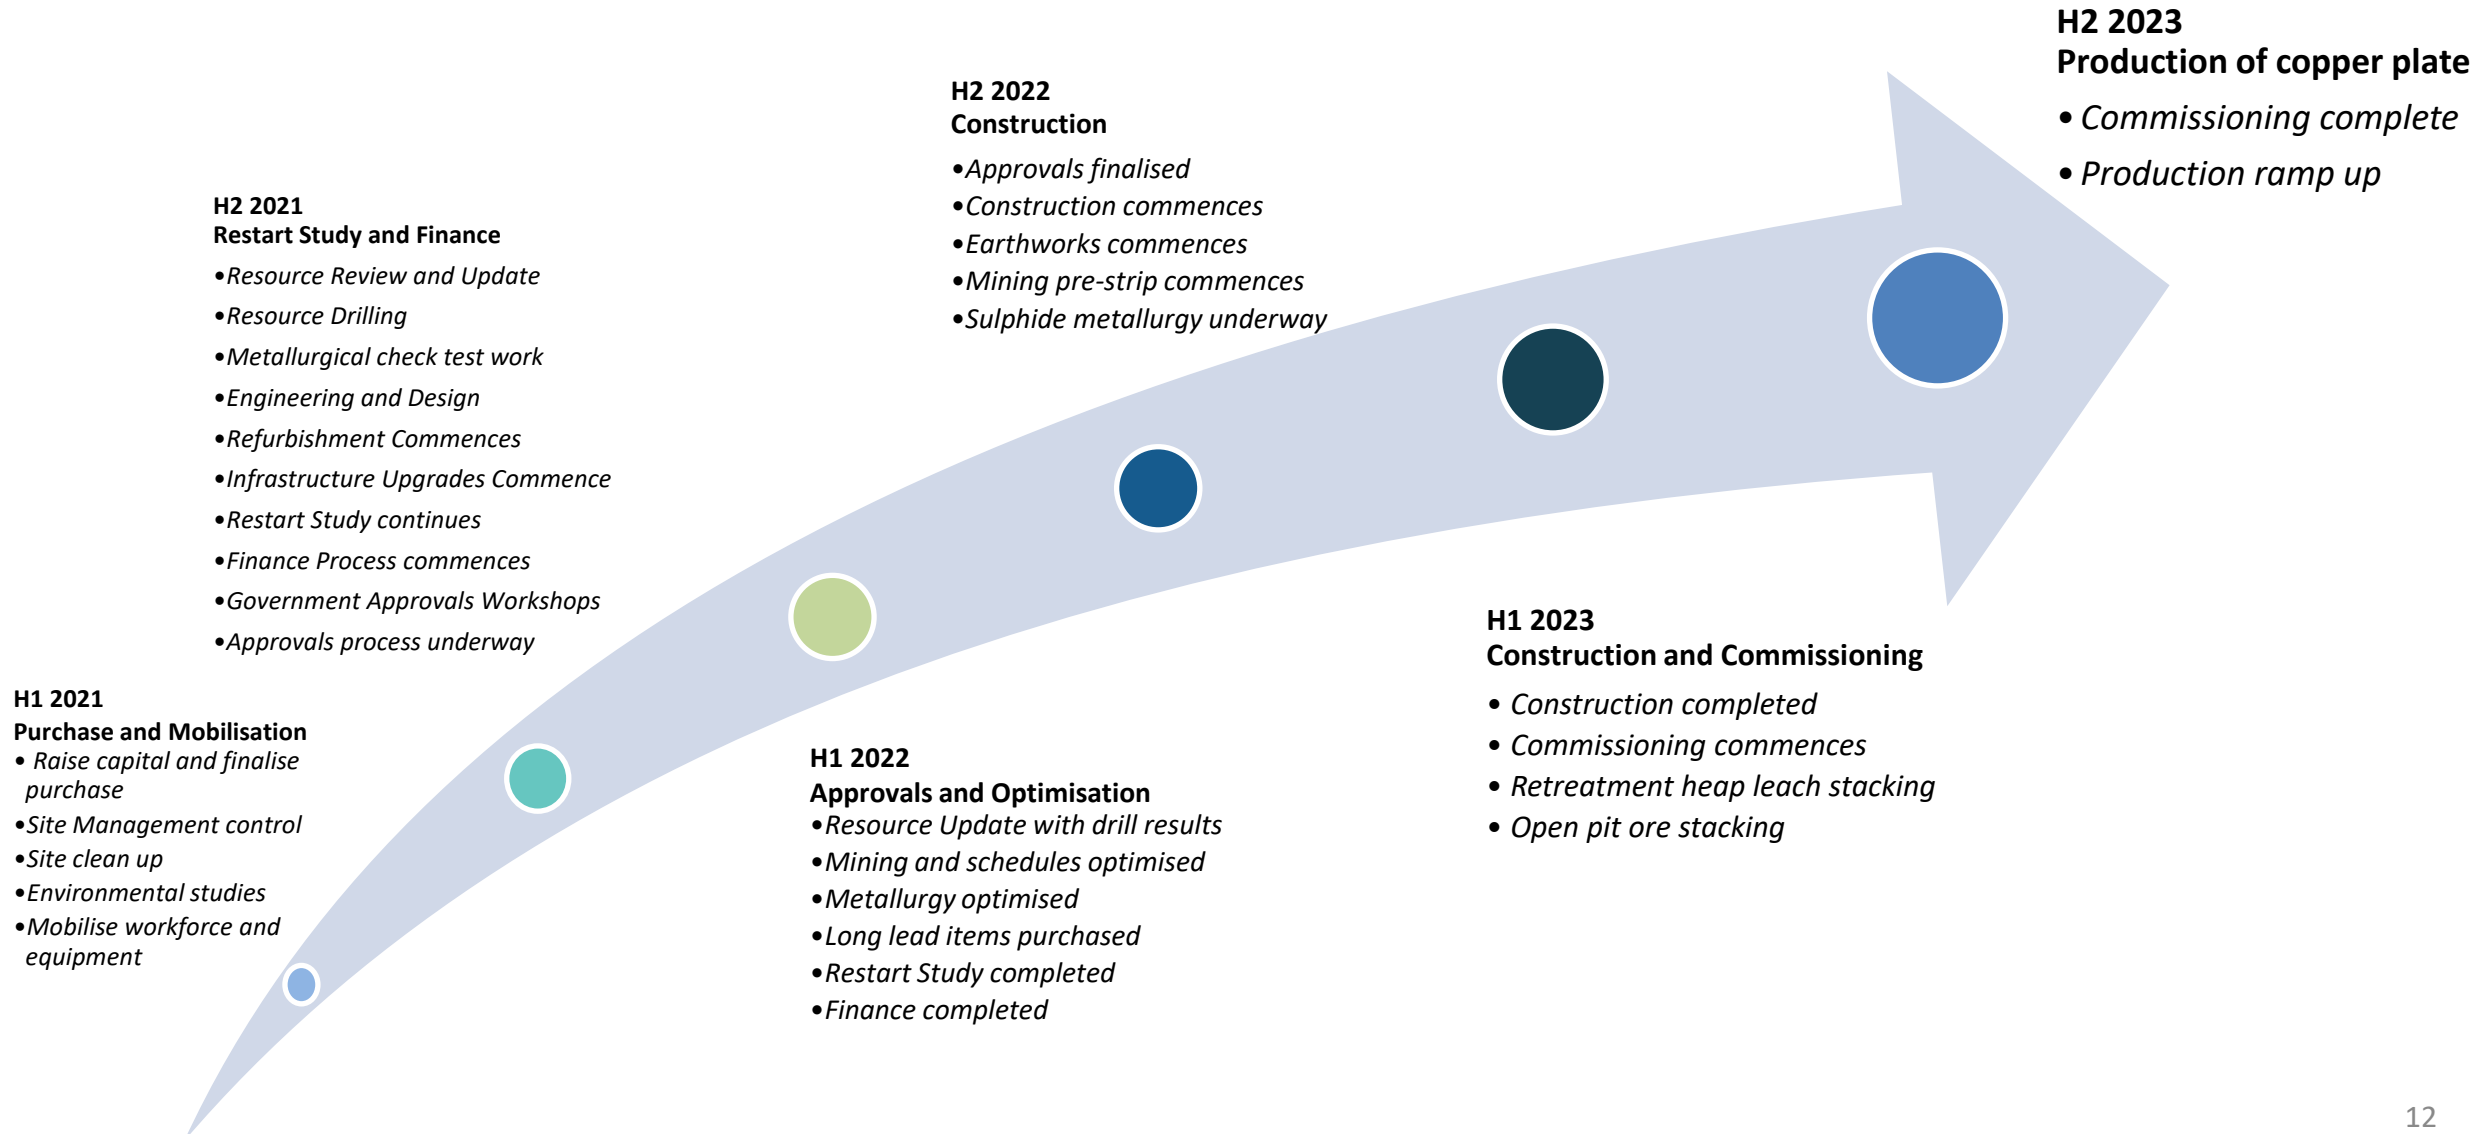 H1 2021
Purchase and Mobilisation
• Raise capital and finalise
purchase
•Site Management control
•Site clean up
•Environmental studies
•Mobilise workforce and
equipment
H2 2021
Restart Study and Finance
•Resource Review and Update
•Resource Drilling
•Metallurgical check test work
•Engineering and Design
•Refurbishment Commences
•Infrastructure Upgrades Commence
•Restart Study continues
•Finance Process commences
•Government Approvals Workshops
•Approvals process underway
H1 2022
Approvals and Optimisation
•Resource Update with drill results
•Mining and schedules optimised
•Metallurgy optimised
•Long lead items purchased
•Restart Study completed
•Finance completed
H2 2022
Construction
•Approvals finalised
•Construction commences
•Earthworks commences
•Mining pre-strip commences
•Sulphide metallurgy underway
H1 2023
Construction and Commissioning
• Construction completed
• Commissioning commences
• Retreatment heap leach stacking
• Open pit ore stacking
H2 2023
Production of copper plate
• Commissioning complete
• Production ramp up
12